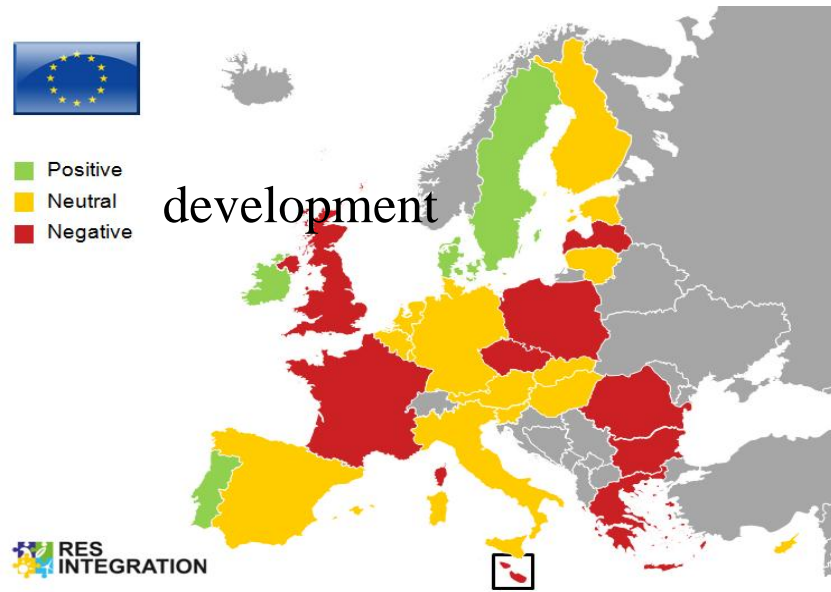 Positive
Neutral
Negative
development
RES
INTEGRATION